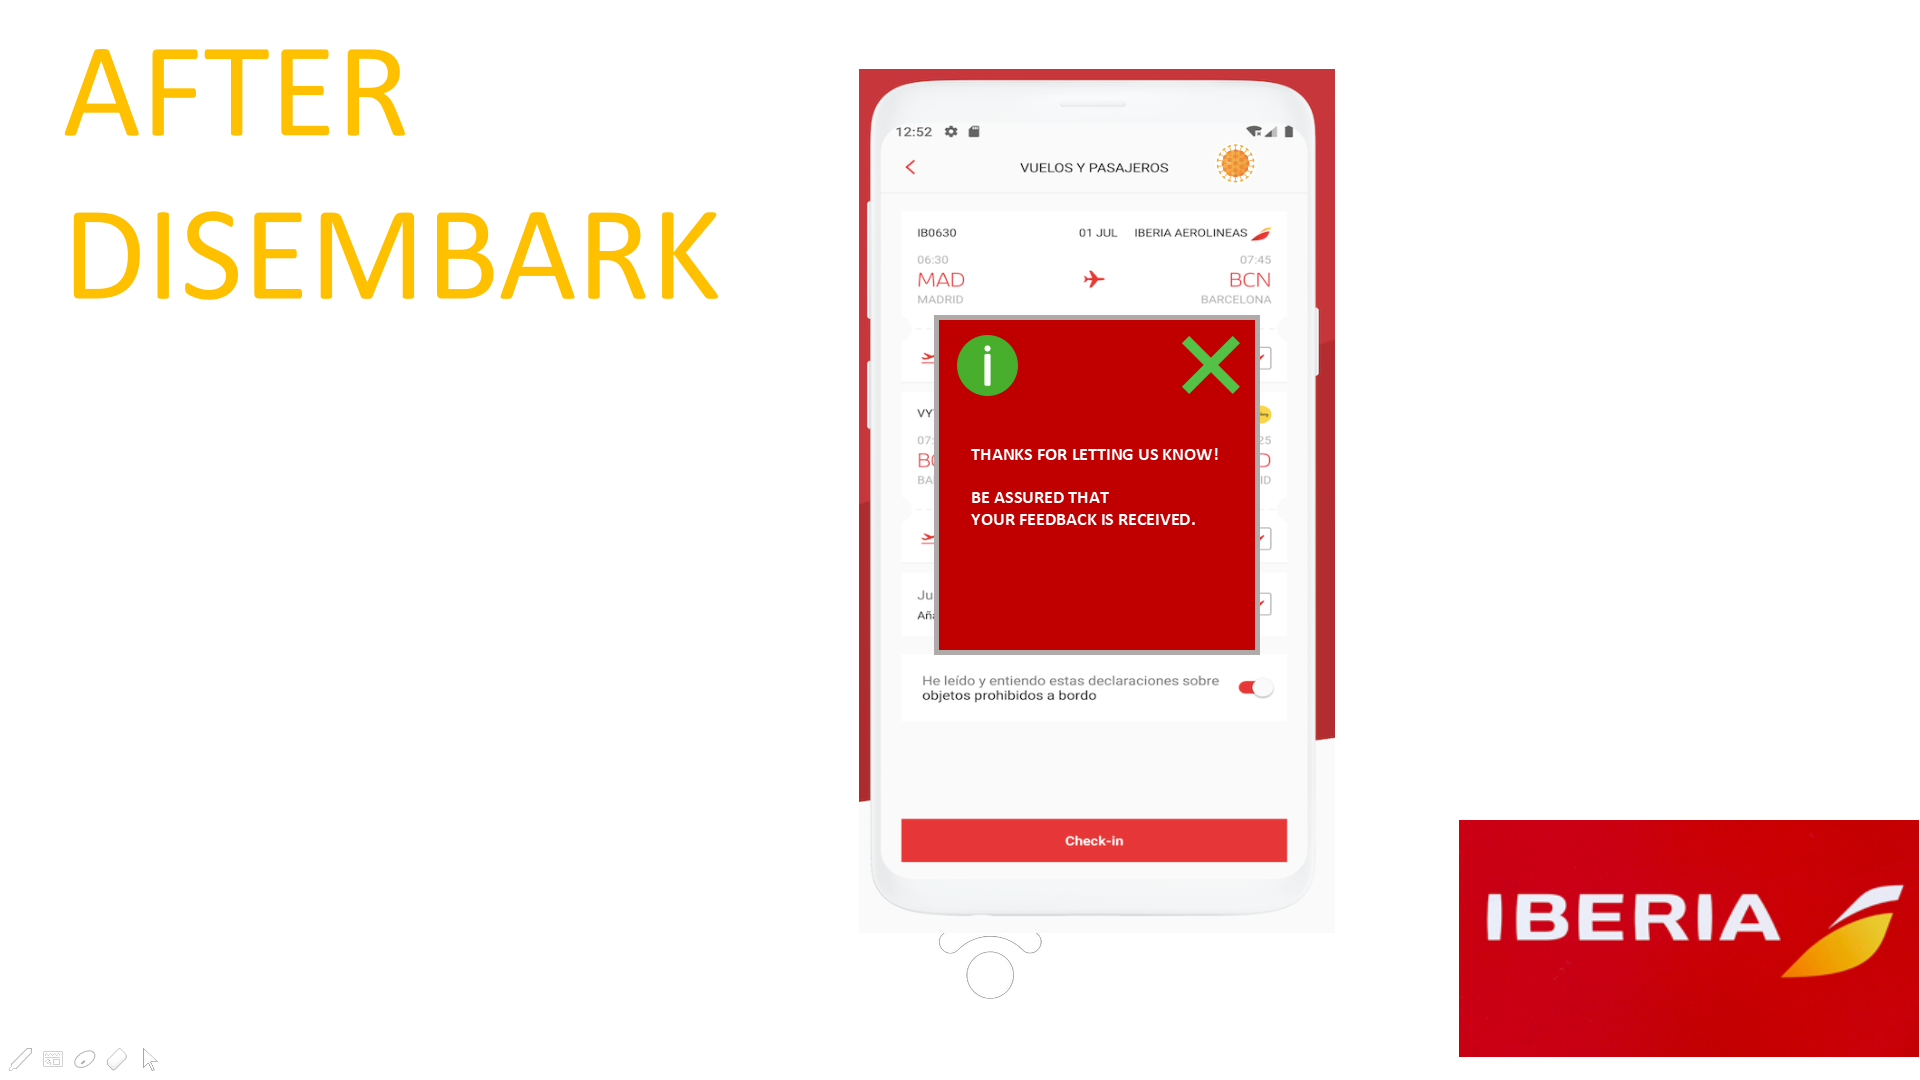 AFTER
DISEMBARK
12:52
VUELOS Y PASAJEROS
IB0630 01 JUL IBERIA AEROLINEAS
06:30 07:45
MAD BCN
MADRID BARCELONA
i
VY
07:
25
BA
ID
THANKS FOR LETTING US KNOW!
BE ASSURED THAT
YOUR FEEDBACK IS RECEIVED.
Ju
Aña
He leído y entiendo estas declaraciones sobre
objetos prohibidos a bordo
Check-in
IBERIA